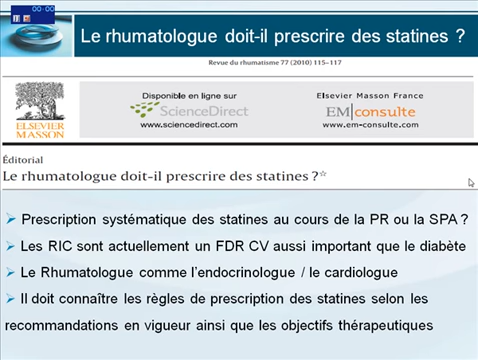 00:00
Le rhumatologue doit-il prescrire des statines ?
Revue du rhumatisme 77 (2010) 115–117
ELSEVIER
MASSON
Disponible en ligne sur
ScienceDirect
www.sciencedirect.com
Elsevier Masson France
EM|consulte
www.em-consulte.com
Éditorial
Le rhumatologue doit-il prescrire des statines ?☆
➢ Prescription systématique des statines au cours de la PR ou la SPA ?
➢ Les RIC sont actuellement un FDR CV aussi important que le diabète
➢ Le Rhumatologue comme l'endocrinologue / le cardiologue
➢ Il doit connaître les règles de prescription des statines selon les
recommandations en vigueur ainsi que les objectifs thérapeutiques